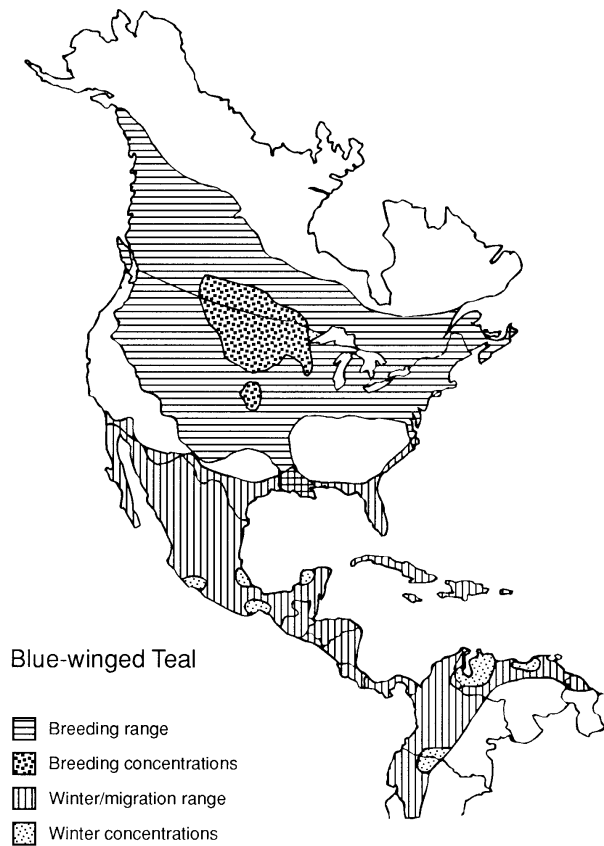 Blue-winged Teal
Breeding range
Breeding concentrations
Winter/migration range
Winter concentrations